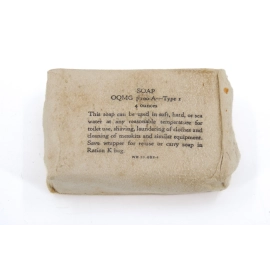 SOAP
OQMG A—Type 1
4 ounces
This soap can be used in soft, hard, or sea
water at any reasonable temperature for
toilet use, shaving, laundering of clothes and
cleaning of messkits and similar equipment.
Save wrapper for reuse or carry soap in
Ration K bag.